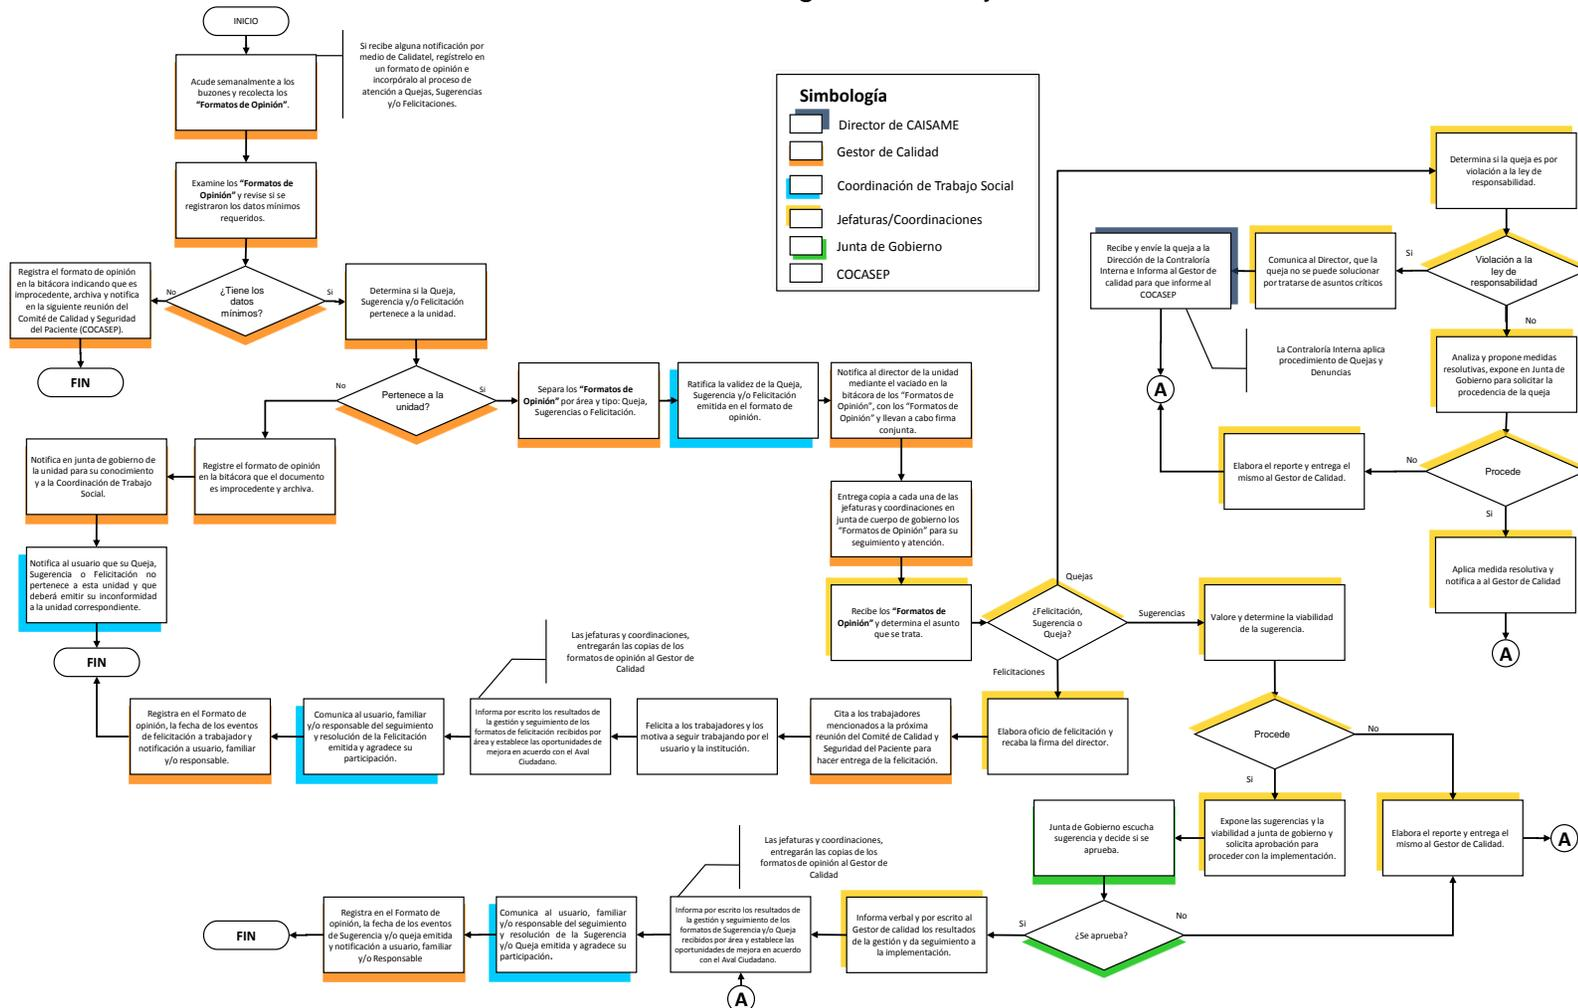 INICIO
Acude semanalmente a los
buzones y recolecta los
“Formatos de Opinión”.
Si recibe alguna notificación por
medio de Calidatel, regístrelo en
un formato de opinión e
incorpóralo al proceso de
atención a Quejas, Sugerencias
y/o Felicitaciones.
Examine los “Formatos de
Opinión” y revise si se
registraron los datos mínimos
requeridos.
¿Tiene los
datos
mínimos?
No
Si
Registra el formato de opinión
en la bitácora indicando que es
improcedente, archiva y notifica
en la siguiente reunión del
Comité de Calidad y Seguridad
del Paciente (COCASEP).
FIN
Determina si la Queja,
Sugerencia y/o Felicitación
pertenece a la unidad.
Pertenece a la
unidad?
No
Si
Registre el formato de opinión
en la bitácora que el documento
es improcedente y archiva.
Notifica en junta de gobierno de
la unidad para su conocimiento
y a la Coordinación de Trabajo
Social.
Notifica al usuario que su Queja,
Sugerencia o Felicitación no
pertenece a esta unidad y que
deberá emitir su inconformidad
a la unidad correspondiente.
FIN
Separa los “Formatos de
Opinión” por área y tipo: Queja,
Sugerencias o Felicitación.
Ratifica la validez de la Queja,
Sugerencia y/o Felicitación
emitida en el formato de
opinión.
Notifica al director de la unidad
mediante el vaciado en la
bitácora de los “Formatos de
Opinión”, con los “Formatos de
Opinión” y llevan a cabo firma
conjunta.
Entrega copia a cada una de las
jefaturas y coordinaciones en
junta de cuerpo de gobierno los
“Formatos de Opinión” para su
seguimiento y atención.
Recibe los “Formatos de
Opinión” y determina el asunto
que se trata.
¿Felicitación,
Sugerencia o
Queja?
Quejas
Sugerencias
Felicitaciones
Simbología
Director de CAISAME
Gestor de Calidad
Coordinación de Trabajo Social
Jefaturas/Coordinaciones
Junta de Gobierno
COCASEP
Determina si la queja es por
violación a la ley de
responsabilidad.
Violación a la
ley de
responsabilidad
Si
No
Comunica al Director, que la
queja no se puede solucionar
por tratarse de asuntos críticos
Recibe y envíe la queja a la
Dirección de la Contraloría
Interna e Informa al Gestor de
calidad para que informe al
COCASEP
La Contraloría Interna aplica
procedimiento de Quejas y
Denuncias
A
Analiza y propone medidas
resolutivas, expone en Junta de
Gobierno para solicitar la
procedencia de la queja
Procede
No
Si
Elabora el reporte y entrega el
mismo al Gestor de Calidad.
Aplica medida resolutiva y
notifica a al Gestor de Calidad
A
Valore y determine la viabilidad
de la sugerencia.
Procede
No
Si
Expone las sugerencias y la
viabilidad a junta de gobierno y
solicita aprobación para
proceder con la implementación.
Elabora el reporte y entrega el
mismo al Gestor de Calidad.
A
Junta de Gobierno escucha
sugerencia y decide si se
aprueba.
¿Se aprueba?
Si
No
Elabora oficio de felicitación y
recaba la firma del director.
Cita a los trabajadores
mencionados a la próxima
reunión del Comité de Calidad y
Seguridad del Paciente para
hacer entrega de la felicitación.
Felicita a los trabajadores y los
motiva a seguir trabajando por el
usuario y la institución.
Las jefaturas y coordinaciones,
entregarán las copias de los
formatos de opinión al Gestor de
Calidad
Informa por escrito los resultados de
la gestión y seguimiento de los
formatos de felicitación recibidos por
área y establece las oportunidades de
mejora en acuerdo con el Aval
Ciudadano.
Comunica al usuario, familiar
y/o responsable del seguimiento
y resolución de la Felicitación
emitida y agradece su
participación.
Registra en el Formato de
opinión, la fecha de los eventos
de felicitación a trabajador y
notificación a usuario, familiar
y/o responsable.
Informa verbal y por escrito al
Gestor de calidad los resultados
de la gestión y da seguimiento a
la implementación.
Las jefaturas y coordinaciones,
entregarán las copias de los
formatos de opinión al Gestor de
Calidad
Informa por escrito los resultados de la
gestión y seguimiento de los
formatos de Sugerencia y/o Queja
recibidos por área y establece las
oportunidades de mejora en acuerdo
con el Aval Ciudadano.
A
Comunica al usuario, familiar
y/o responsable del seguimiento
y resolución de la Sugerencia
y/o Queja emitida y agradece su
participación.
Registra en el Formato de
opinión, la fecha de los eventos
de Sugerencia y/o queja emitida
y notificación a usuario, familiar
y/o Responsable
FIN